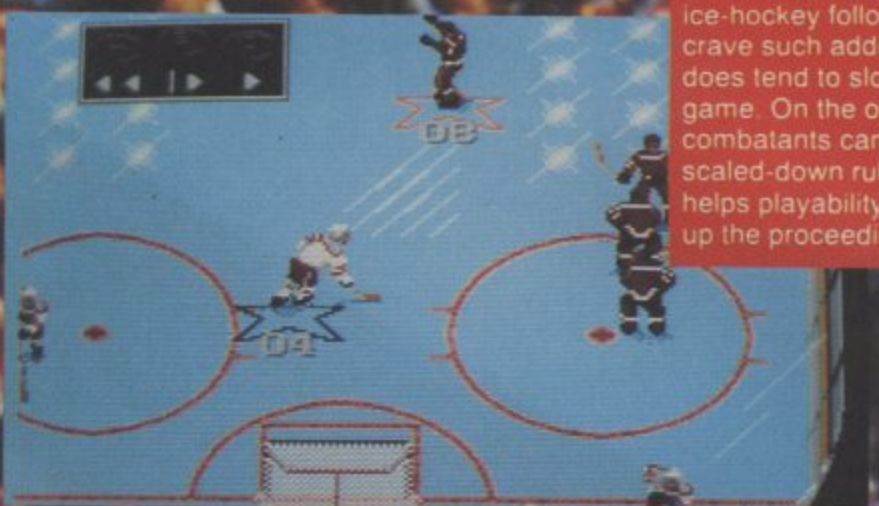 ice-hockey follo
crave such add
does tend to slo
game. On the o
combatants can
scaled-down rul
helps playability
up the proceedi
08
04